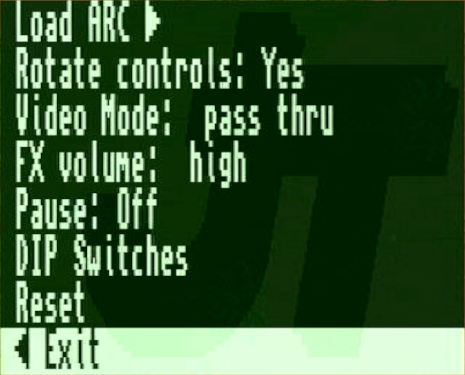 Load ARC ▶
Rotate controls: Yes
Video Mode: pass thru
FX volume: high
Pause: Off
DIP Switches
Reset
◀ Exit